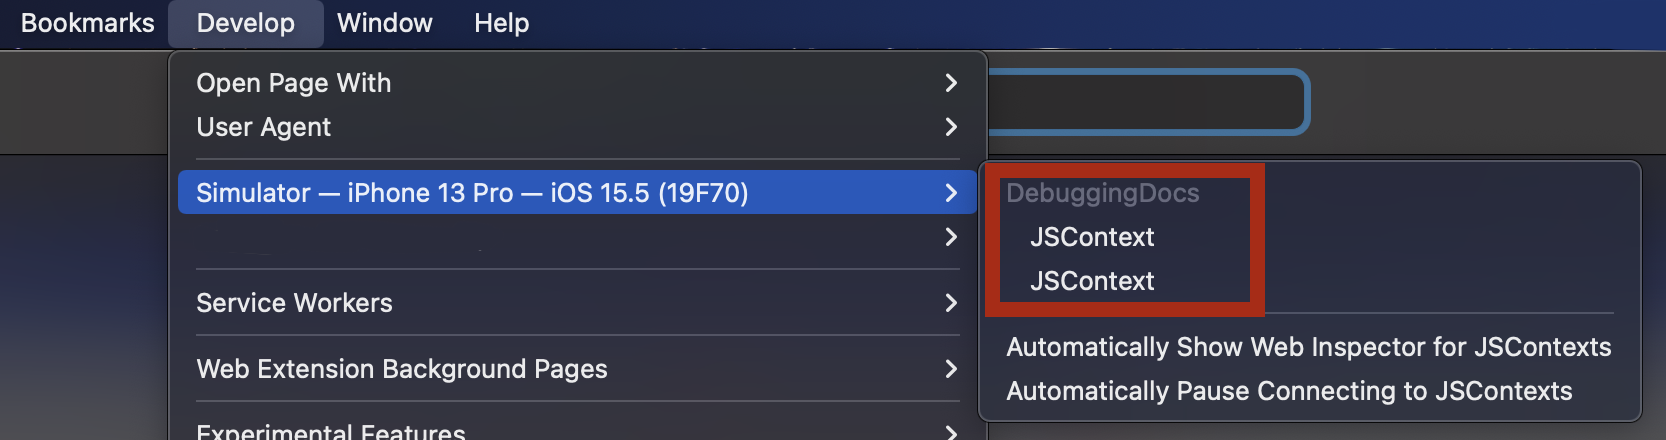 Bookmarks Develop Window Help
Open Page With
User Agent
Simulator — iPhone 13 Pro — iOS 15.5 (19F70)
Service Workers
Web Extension Background Pages
Experimental Features
DebuggingDocs
JSContext
JSContext
Automatically Show Web Inspector for JSContexts
Automatically Pause Connecting to JSContexts